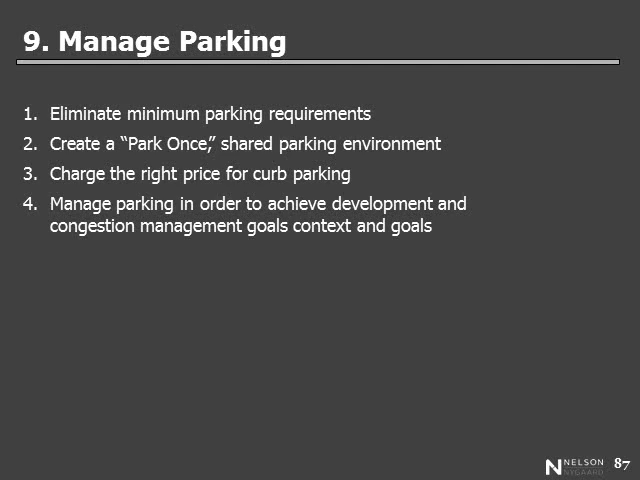 9. Manage Parking
1. Eliminate minimum parking requirements
2. Create a “Park Once,” shared parking environment
3. Charge the right price for curb parking
4. Manage parking in order to achieve development and
congestion management goals context and goals
NELSON
NYGAARD
87